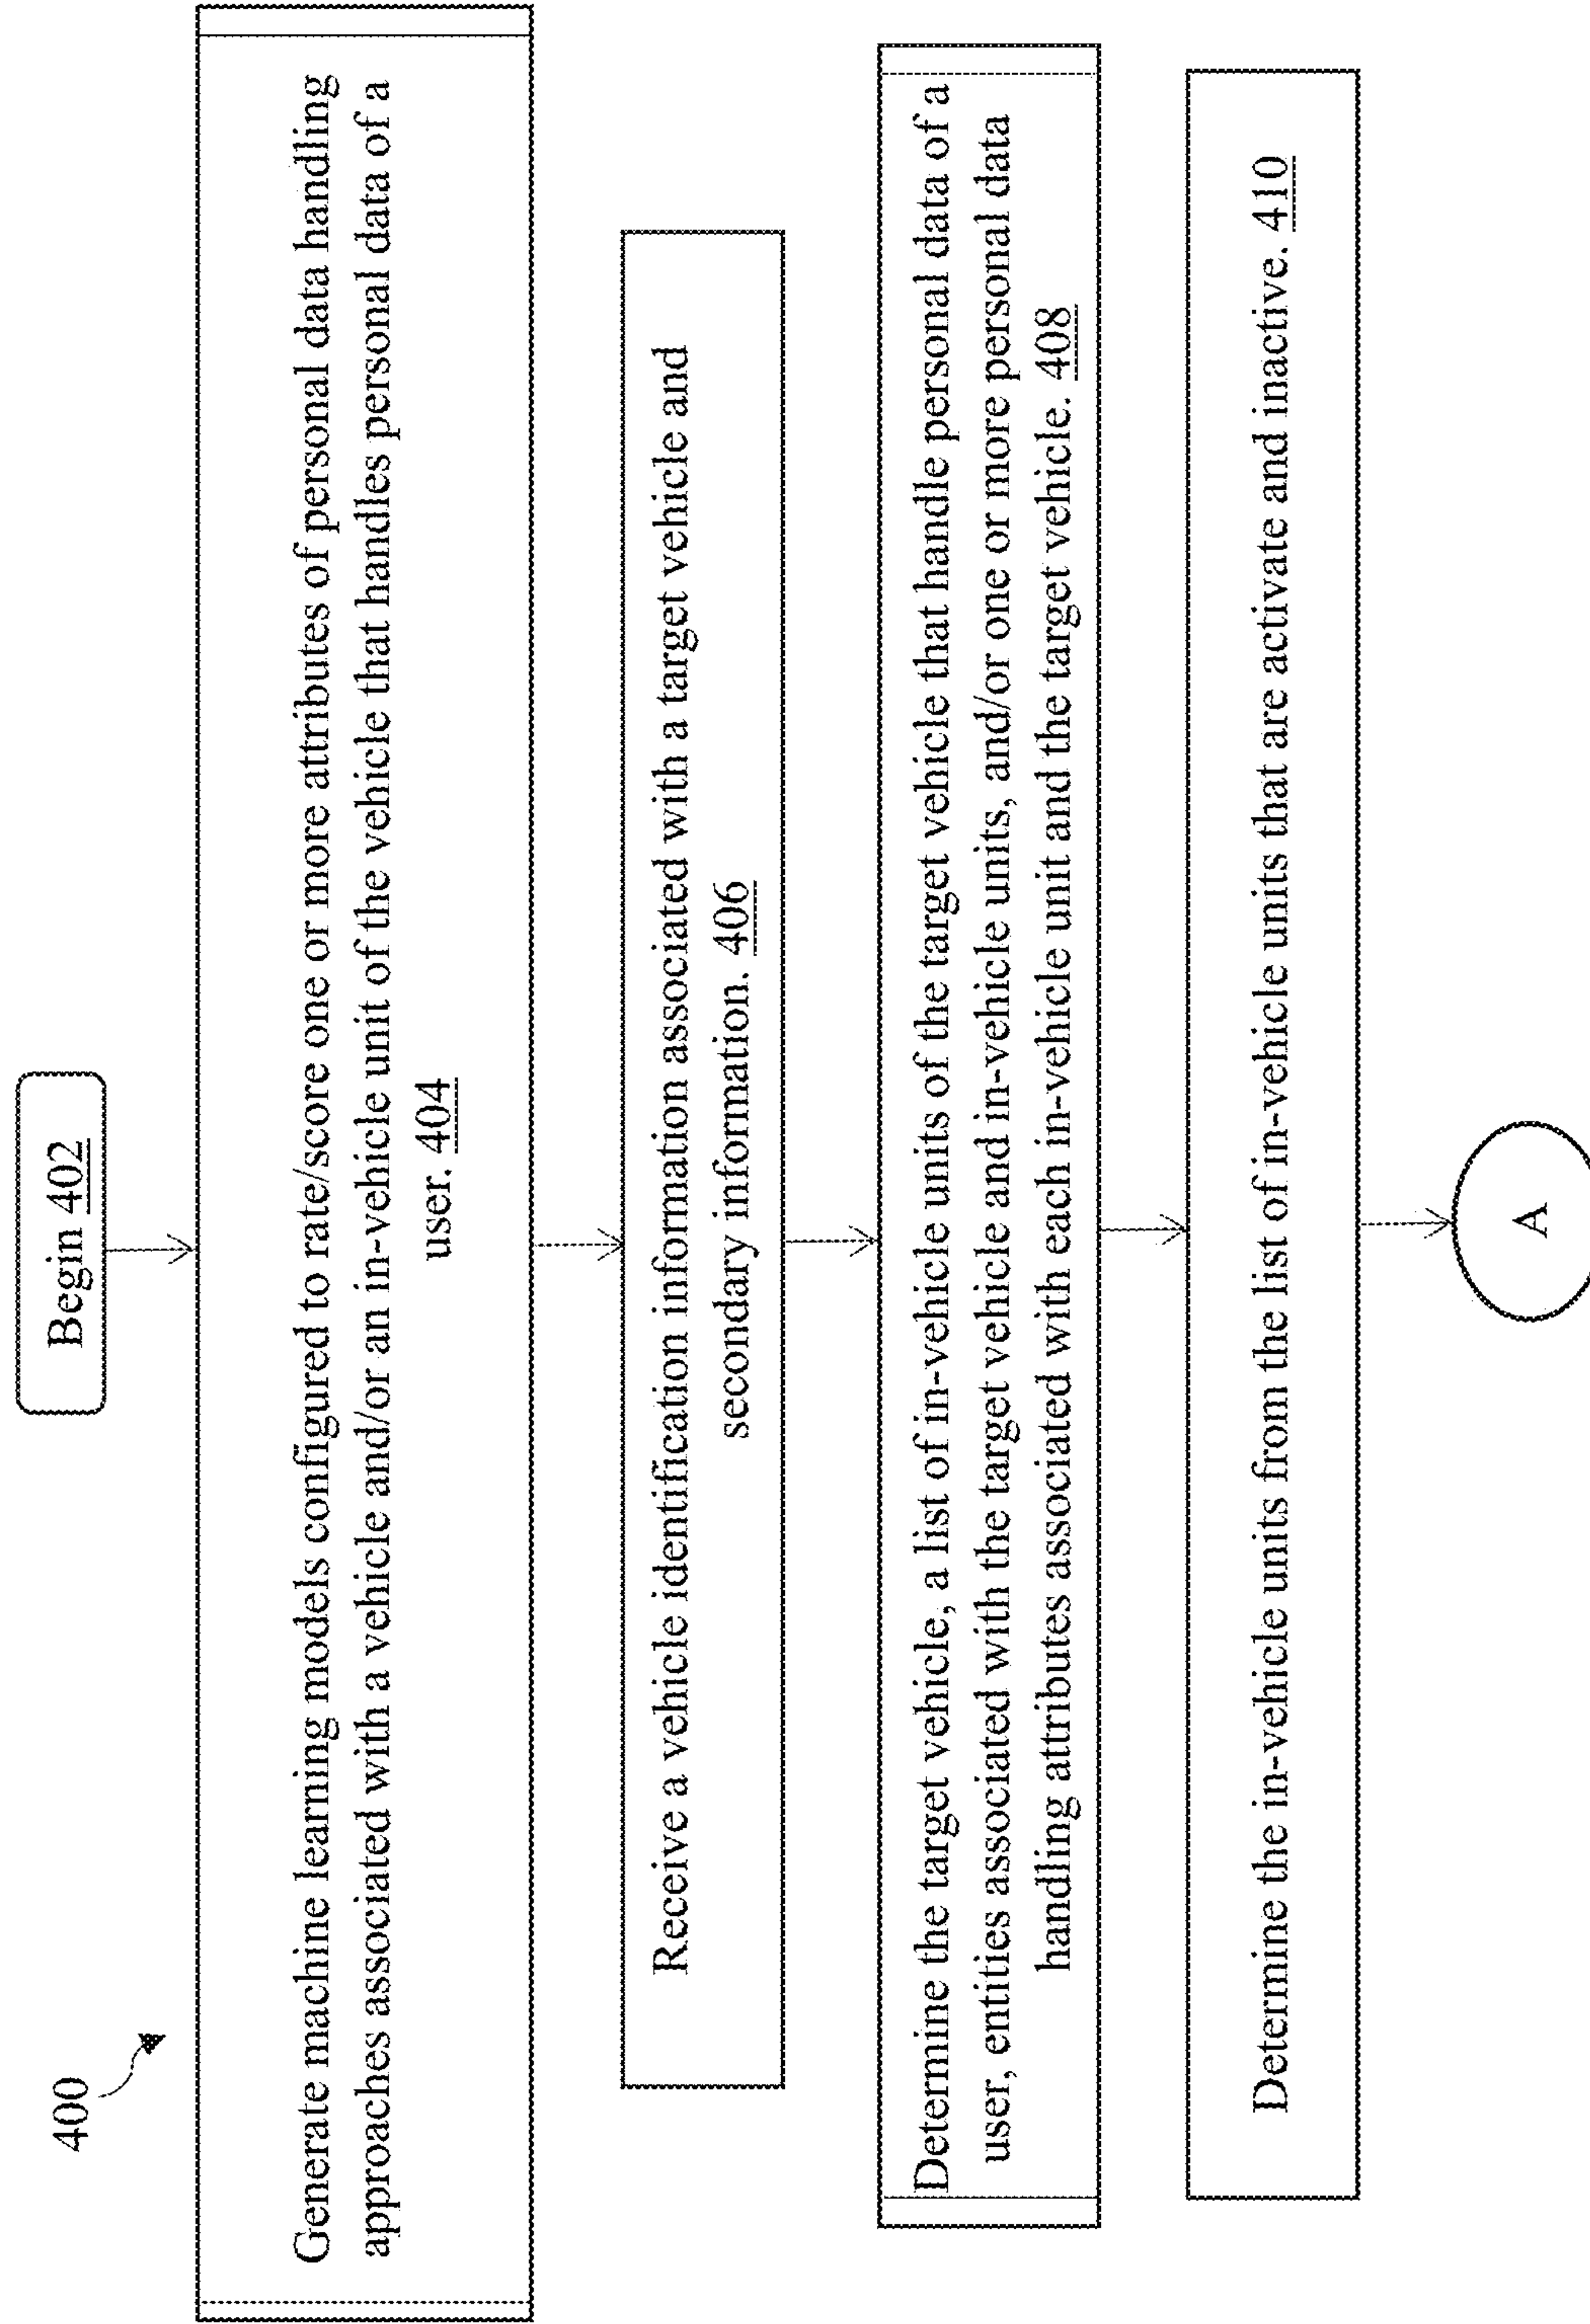 400
Begin 402
Generate machine learning models configured to rate/score one or more attributes of personal data handling
approaches associated with a vehicle and/or an in-vehicle unit of the vehicle that handles personal data of a
user. 404
Receive a vehicle identification information associated with a target vehicle and
secondary information. 406
Determine the target vehicle, a list of in-vehicle units of the target vehicle that handle personal data of a
user, entities associated with the target vehicle and in-vehicle units, and/or one or more personal data
handling attributes associated with each in-vehicle unit and the target vehicle. 408
Determine the in-vehicle units from the list of in-vehicle units that are activate and inactive. 410
A